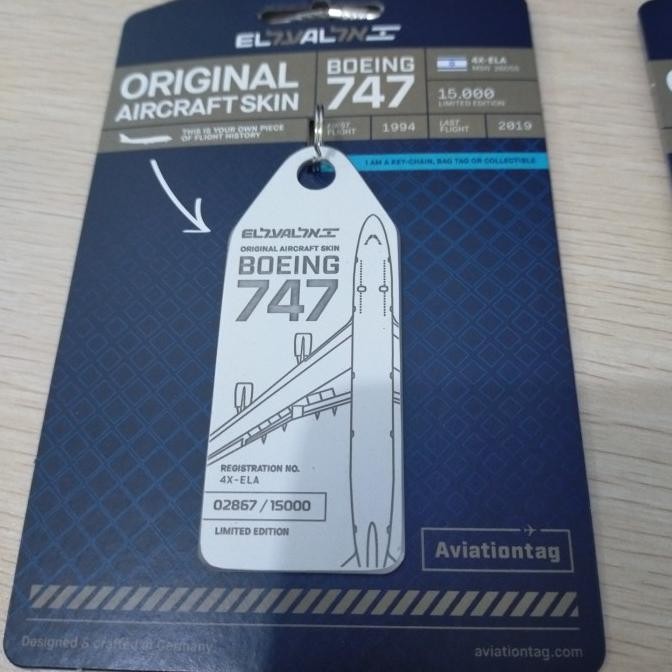 EL אל על AL
ORIGINAL
AIRCRAFT SKIN
THIS IS YOUR OWN PIECE
OF FLIGHT HISTORY
BOEING
747
4X-ELA
15.000
LIMITED EDITION
FIRST
FLIGHT
1994
LAST
FLIGHT
2019
I AM A KEY-CHAIN, BAG TAG OR COLLECTIBLE
EL אל על AL
ORIGINAL AIRCRAFT SKIN
BOEING
747
REGISTRATION NO.
4X-ELA
02867 / 15000
LIMITED EDITION
Aviationtag
Designed & crafted in Germany
aviationtag.com